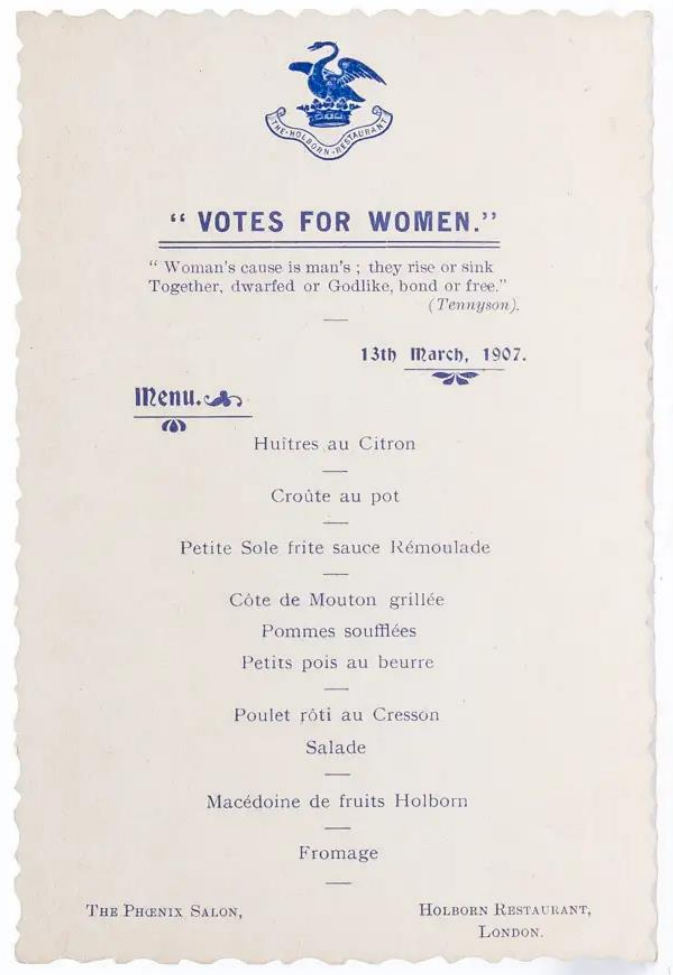 THE·HOLBORN·RESTAURANT
“ VOTES FOR WOMEN.”
“ Woman's cause is man's ; they rise or sink
Together, dwarfed or Godlike, bond or free.”
(Tennyson).
13th March, 1907.
Menu.
Huîtres au Citron
Croûte au pot
Petite Sole frite sauce Rémoulade
Côte de Mouton grillée
Pommes soufflées
Petits pois au beurre
Poulet rôti au Cresson
Salade
Macédoine de fruits Holborn
Fromage
THE PHŒNIX SALON,
HOLBORN RESTAURANT,
LONDON.